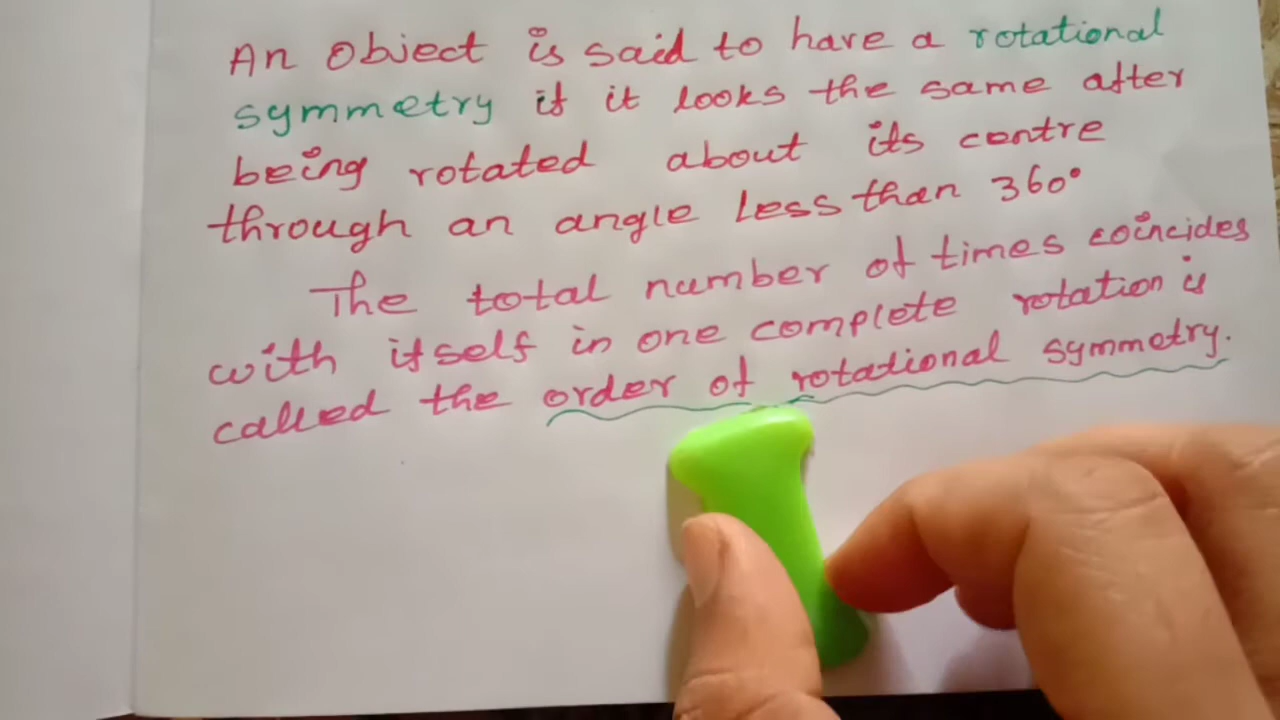 An object is said to have a rotational
symmetry if it looks the same after
being rotated about its centre
through an angle less than 360°
The total number of times coincides
with itself in one complete rotation is
called the order of rotational symmetry.